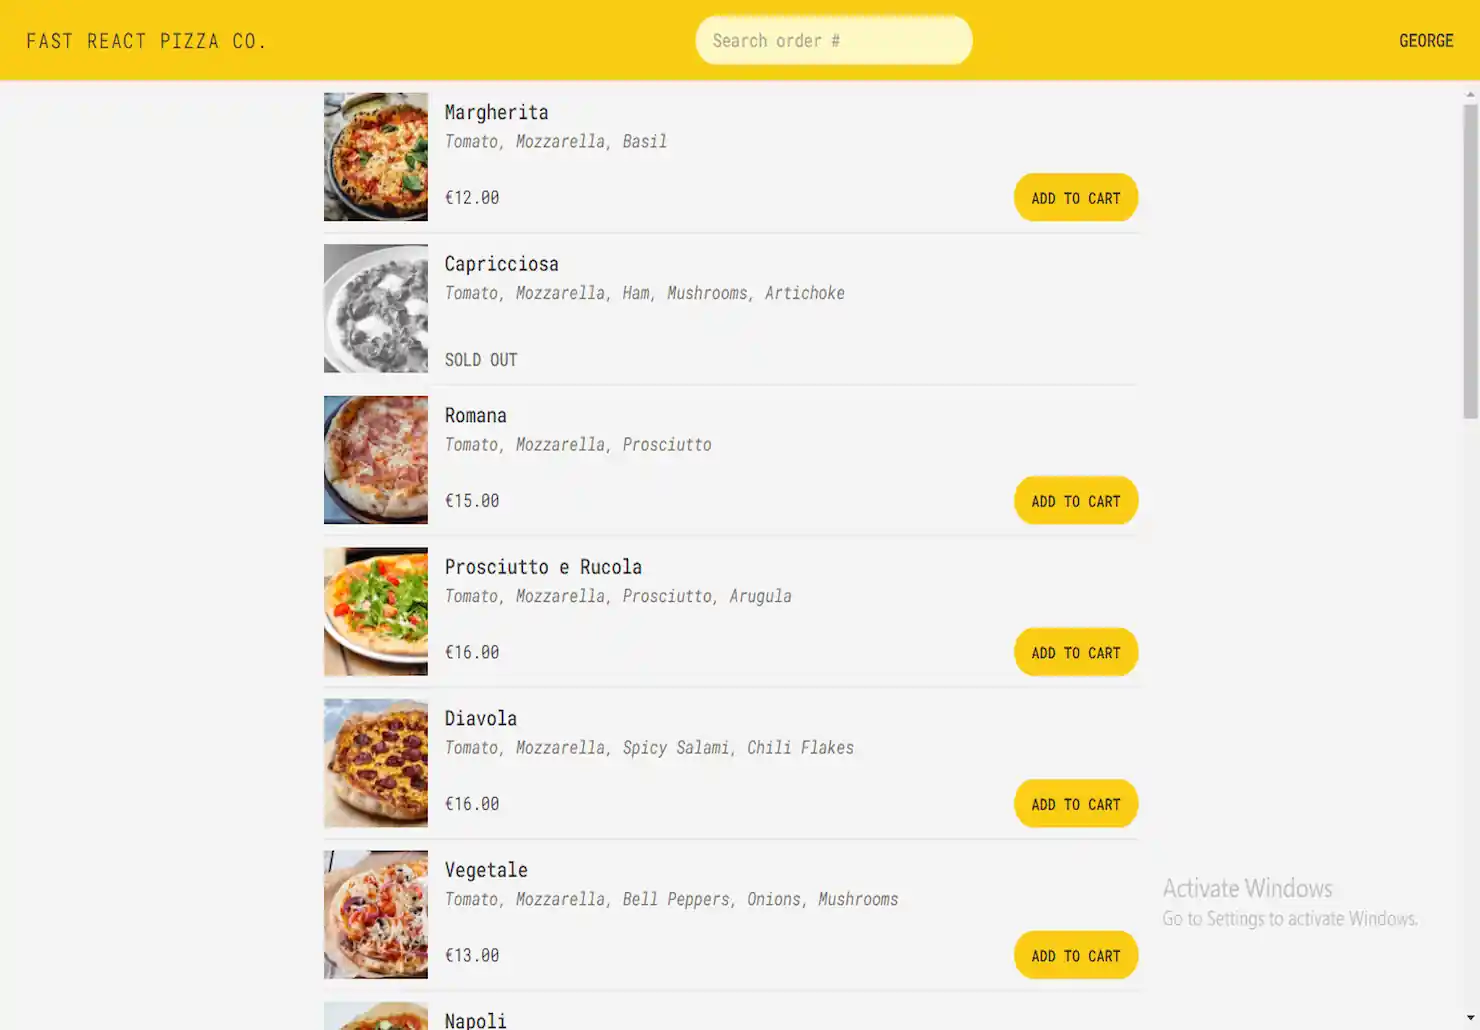 FAST REACT PIZZA CO.
Search order #
GEORGE
Margherita
Tomato, Mozzarella, Basil
€12.00
ADD TO CART
Capricciosa
Tomato, Mozzarella, Ham, Mushrooms, Artichoke
SOLD OUT
Romana
Tomato, Mozzarella, Prosciutto
€15.00
ADD TO CART
Prosciutto e Rucola
Tomato, Mozzarella, Prosciutto, Arugula
€16.00
ADD TO CART
Diavola
Tomato, Mozzarella, Spicy Salami, Chili Flakes
€16.00
ADD TO CART
Vegetale
Tomato, Mozzarella, Bell Peppers, Onions, Mushrooms
€13.00
ADD TO CART
Activate Windows
Go to Settings to activate Windows.
Napoli